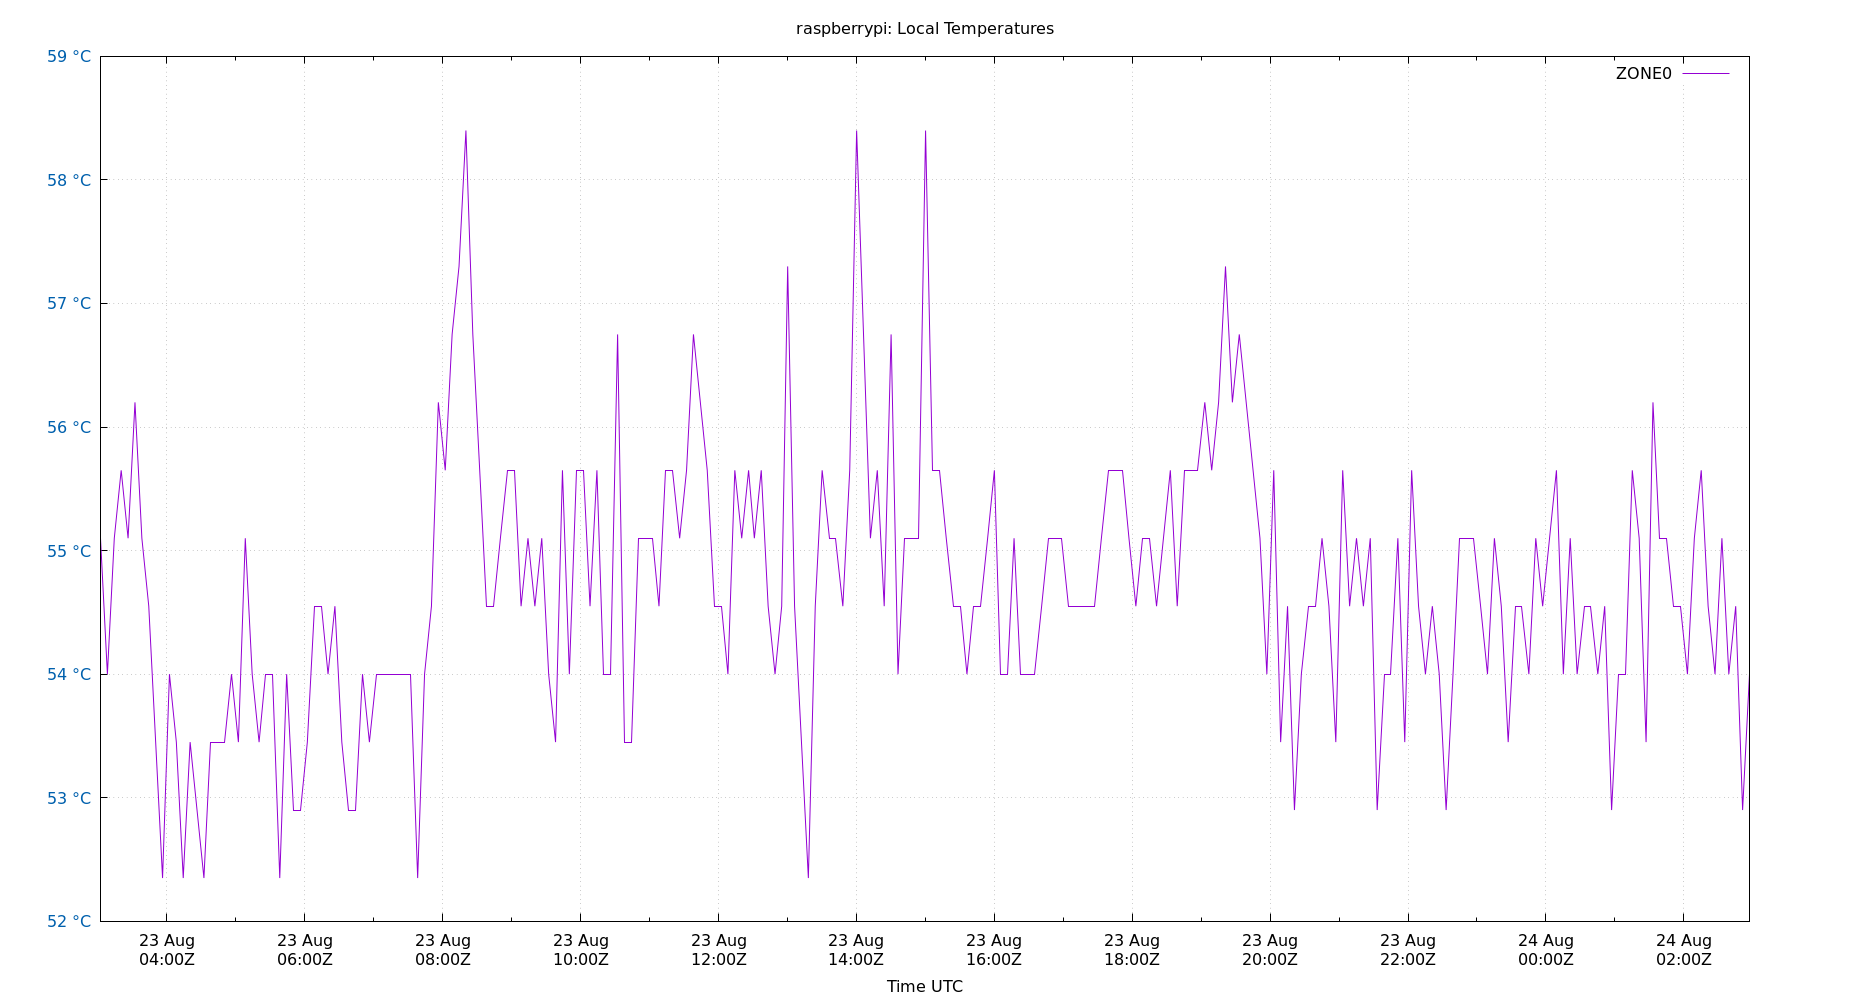 raspberrypi: Local Temperatures
59 °C
ZONE0
58 °C
57 °C
56 °C
55 °C
54 °C
53 °C
52 °C
23 Aug 23 Aug 23 Aug 23 Aug 23 Aug 23 Aug 23 Aug 23 Aug 23 Aug 23 Aug 24 Aug 24 Aug
04:00Z 06:00Z 08:00Z 10:00Z 12:00Z 14:00Z 16:00Z 18:00Z 20:00Z 22:00Z 00:00Z 02:00Z
Time UTC